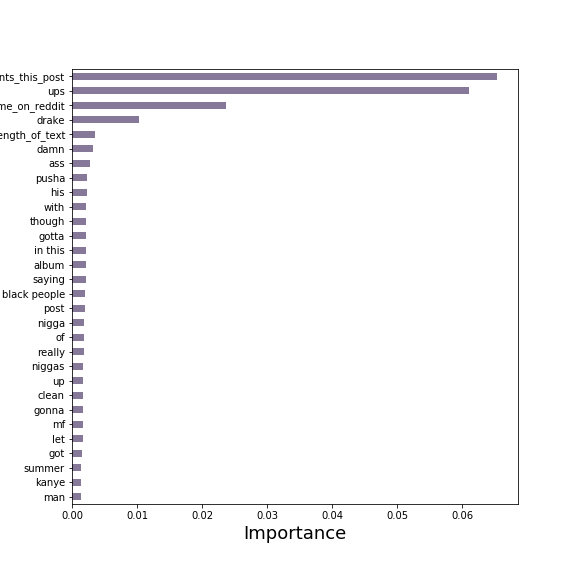 nts_this_post
ups
me_on_reddit
drake
ength_of_text
damn
ass
pusha
his
with
though
gotta
in this
album
saying
black people
post
nigga
of
really
niggas
up
clean
gonna
mf
let
got
summer
kanye
man
0.00 0.01 0.02 0.03 0.04 0.05 0.06
Importance